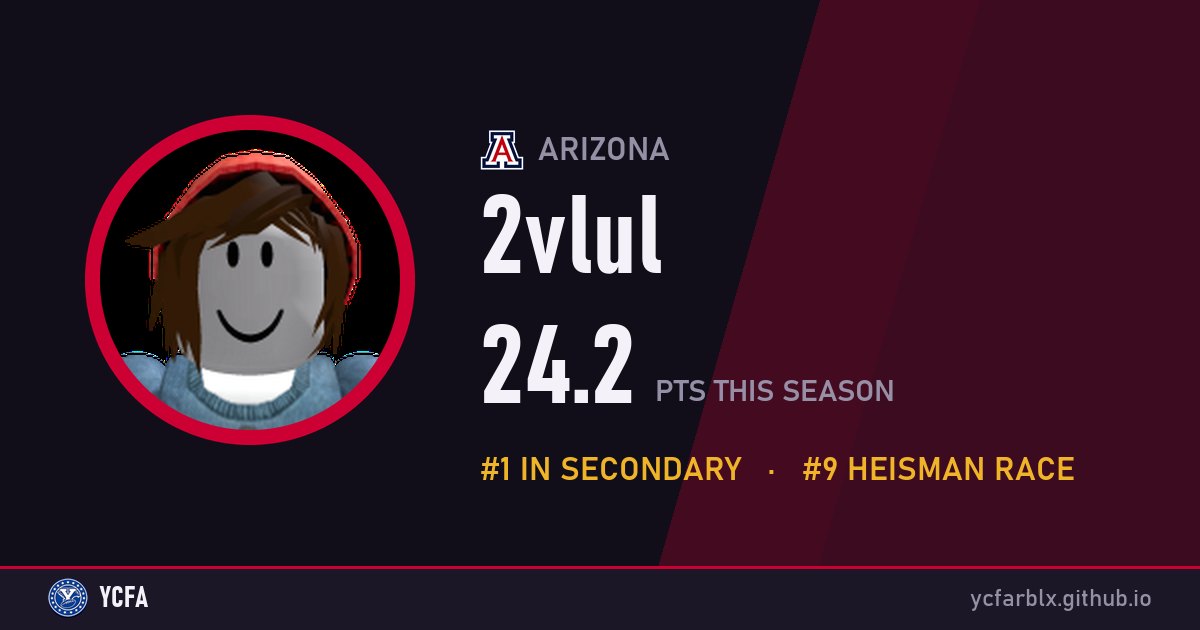 A ARIZONA
2vlul
24.2 PTS THIS SEASON
#1 IN SECONDARY · #9 HEISMAN RACE
YCFA
ycfarblx.github.io